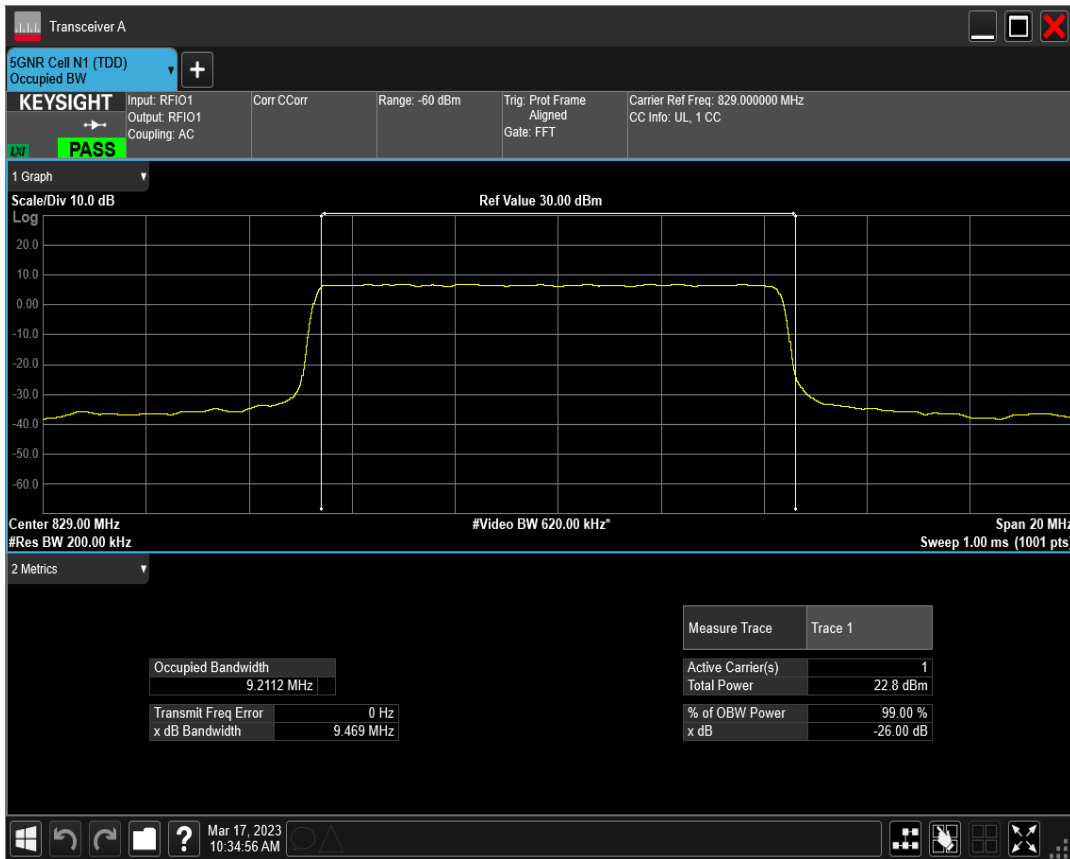 Transceiver A
5GNR Cell N1 (TDD)
Occupied BW
+
KEYSIGHT
LXI
PASS
Input: RFIO1
Output: RFIO1
Coupling: AC
Corr CCorr
Range: -60 dBm
Trig: Prot Frame
Aligned
Gate: FFT
Carrier Ref Freq: 829.000000 MHz
CC Info: UL, 1 CC
1 Graph
Scale/Div 10.0 dB
Ref Value 30.00 dBm
Log
20.0
10.0
0.00
-10.0
-20.0
-30.0
-40.0
-50.0
-60.0
Center 829.00 MHz
#Video BW 620.00 kHz*
Span 20 MHz
#Res BW 200.00 kHz
Sweep 1.00 ms (1001 pts)
2 Metrics
Measure Trace Trace 1
Occupied Bandwidth
9.2112 MHz
Active Carrier(s) 1
Total Power 22.8 dBm
Transmit Freq Error 0 Hz
x dB Bandwidth 9.469 MHz
% of OBW Power 99.00 %
x dB -26.00 dB
?
Mar 17, 2023
10:34:56 AM